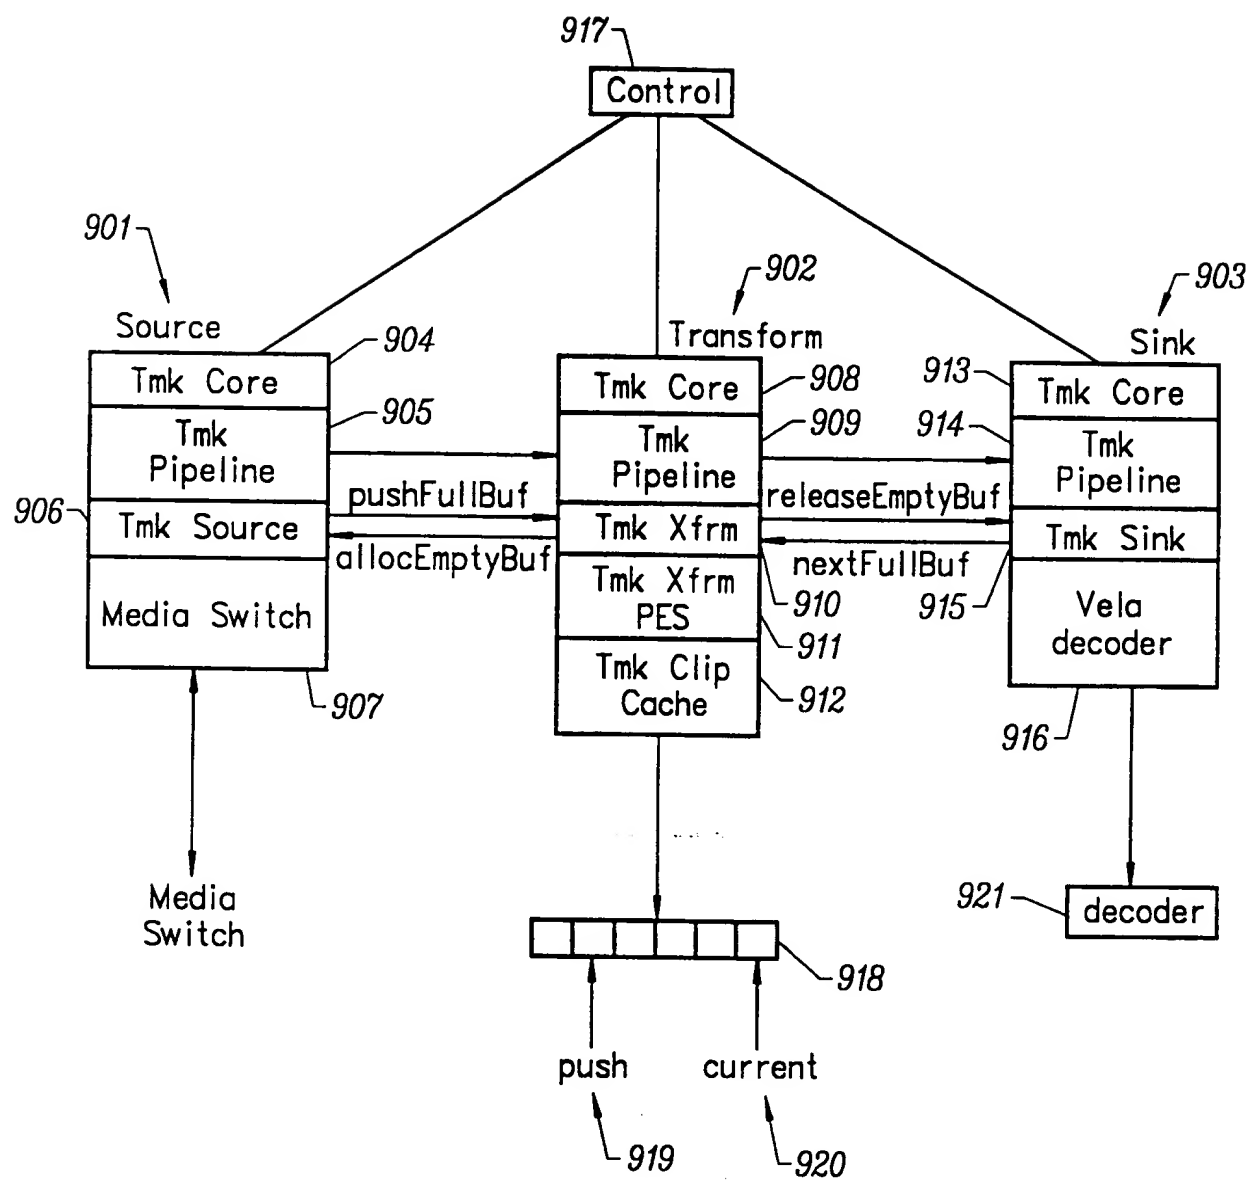 917
Control
901
902
903
Source
Transform
Sink
904
908
913
Tmk Core
Tmk Core
Tmk Core
905
909
914
Tmk
Pipeline
Tmk
Pipeline
Tmk
Pipeline
pushFullBuf
releaseEmptyBuf
906
Tmk Source
Tmk Xfrm
Tmk Sink
allocEmptyBuf
nextFullBuf
910
915
Media Switch
Tmk Xfrm
PES
Vela
decoder
911
Tmk Clip
Cache
912
907
916
Media
Switch
921
decoder
918
push
current
919
920